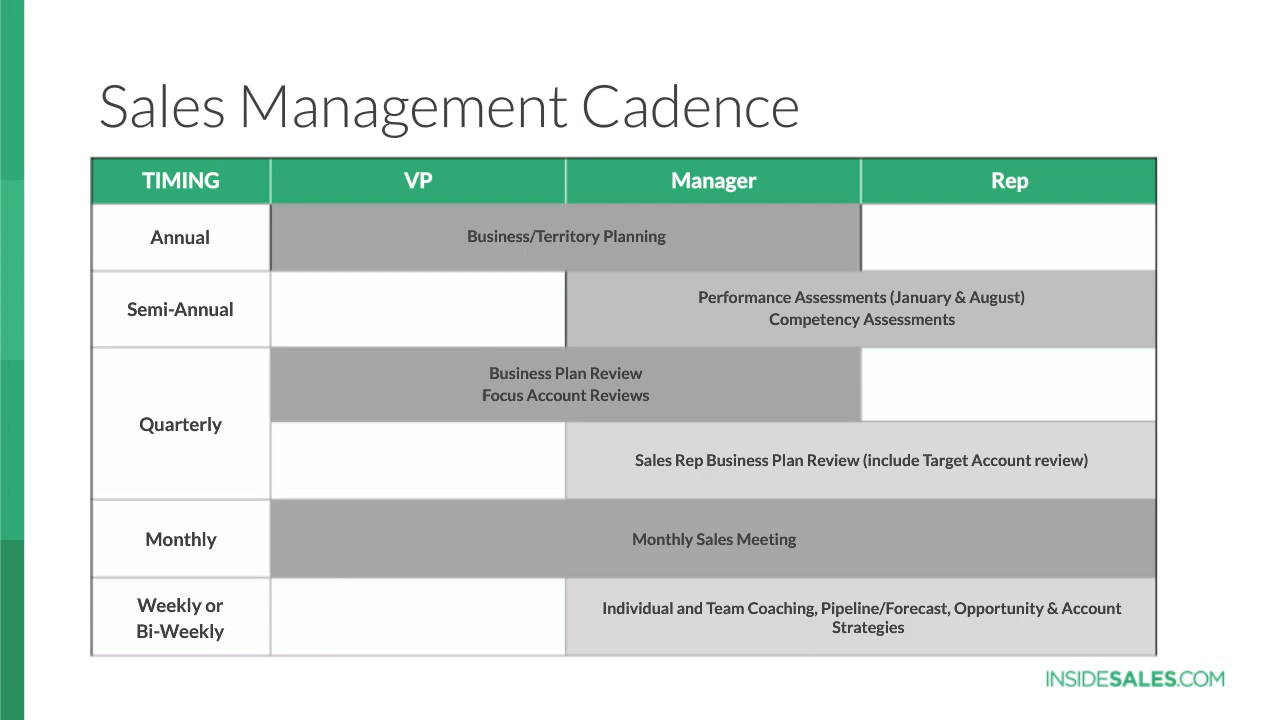 Sales Management Cadence
TIMING
VP
Manager
Rep
Annual
Business/Territory Planning
Semi-Annual
Performance Assessments (January & August)
Competency Assessments
Quarterly
Business Plan Review
Focus Account Reviews
Sales Rep Business Plan Review (include Target Account review)
Monthly
Monthly Sales Meeting
Weekly or
Bi-Weekly
Individual and Team Coaching, Pipeline/Forecast, Opportunity & Account
Strategies
INSIDESALES.COM